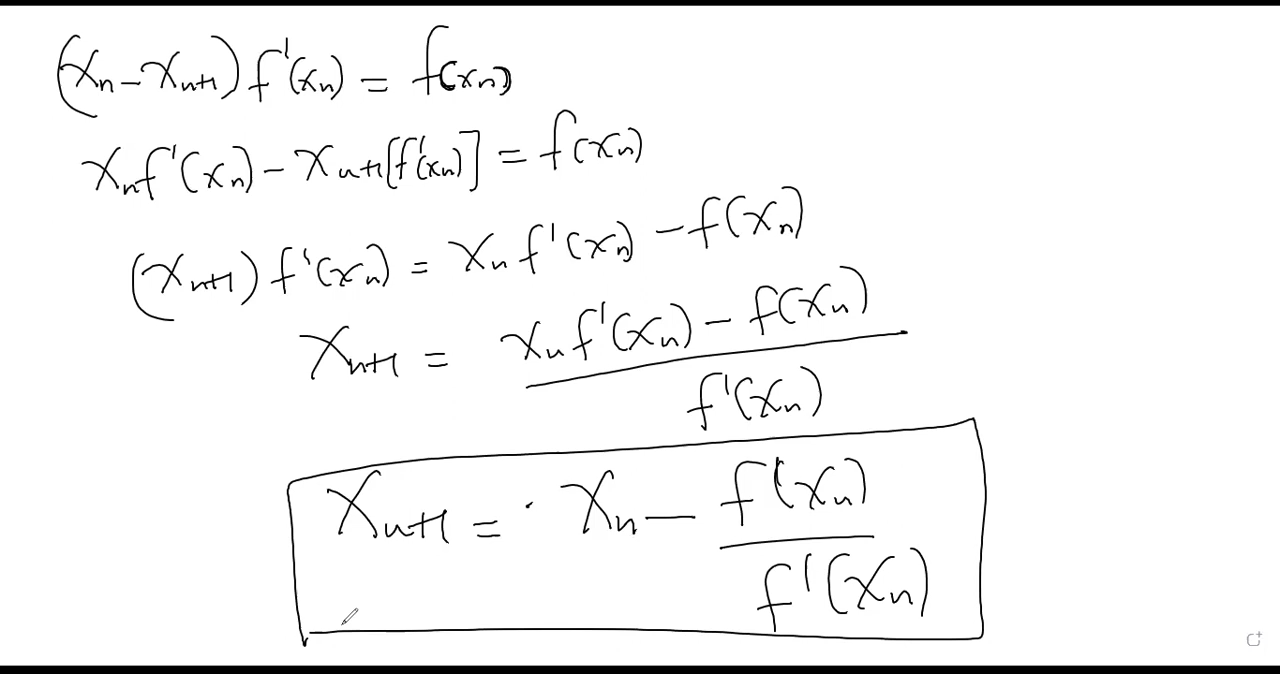 (xₙ - xₙ₊₁) f'(xₙ) = f(xₙ)
xₙ f'(xₙ) - xₙ₊₁ [f'(xₙ)] = f(xₙ)
(xₙ₊₁) f'(xₙ) = xₙ f'(xₙ) - f(xₙ)
xₙ₊₁ = (xₙ f'(xₙ) - f(xₙ)) / f'(xₙ)
xₙ₊₁ = xₙ - f(xₙ) / f'(xₙ)